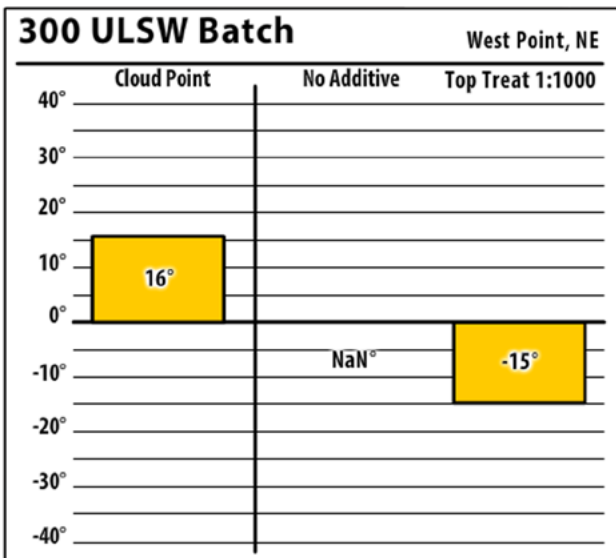 300 ULSW Batch
West Point, NE
Cloud Point No Additive Top Treat 1:1000
40°
30°
20°
10°
16°
0°
NaN°
-15°
-10°
-20°
-30°
-40°